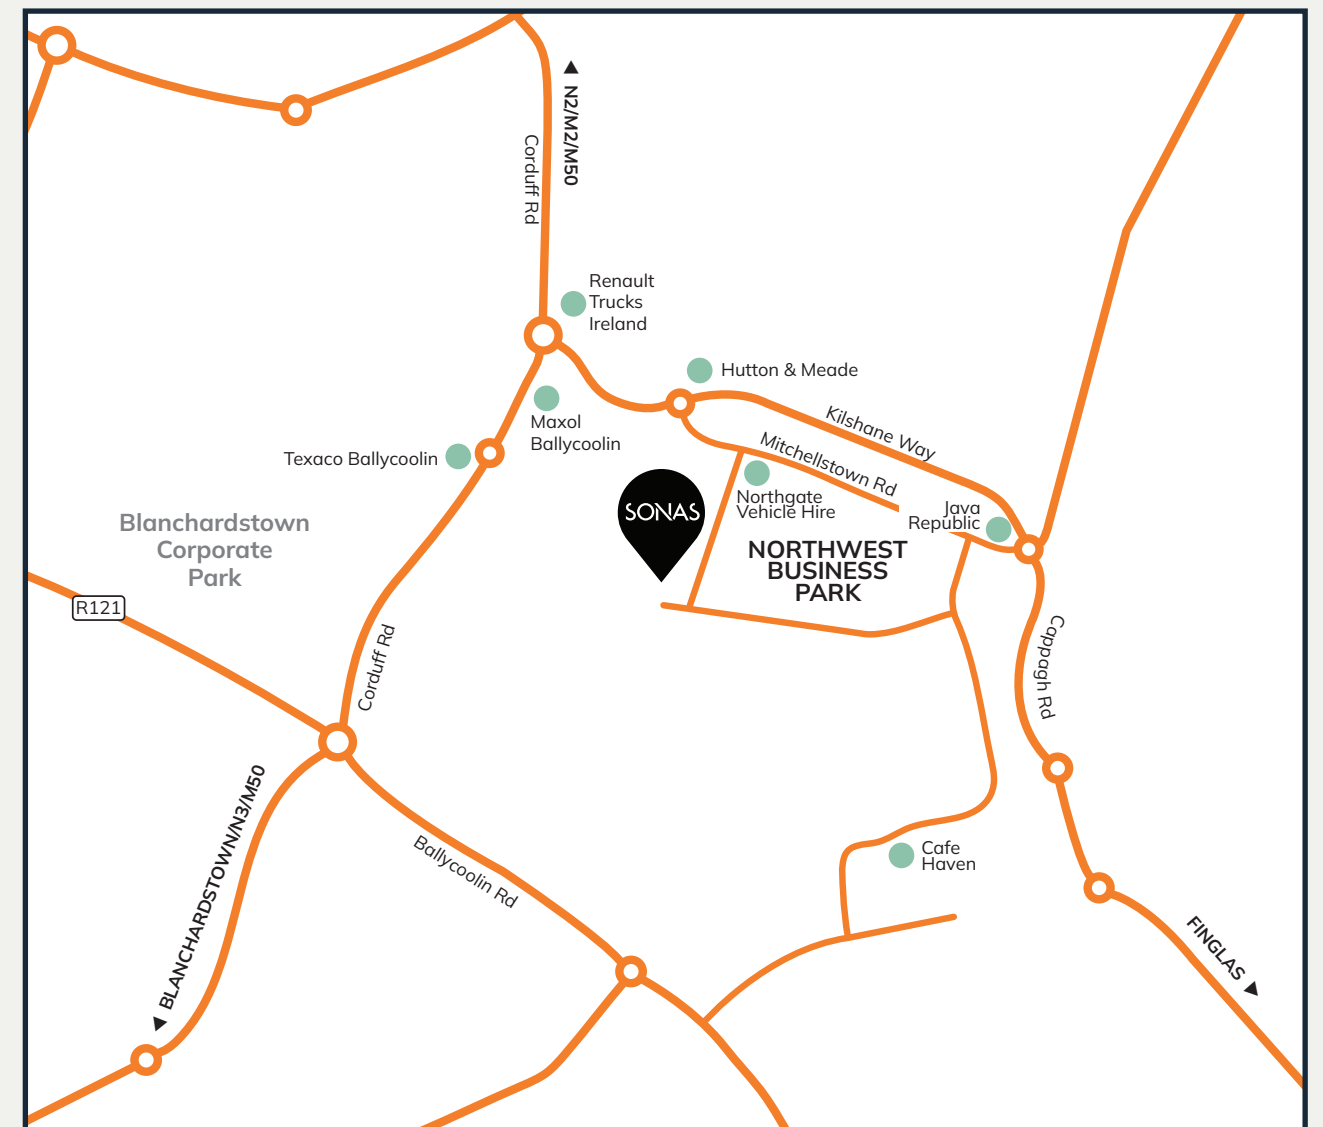 N2/M2/M50
Corduff Rd
Renault
Trucks
Ireland
Hutton & Meade
Maxol
Ballycoolin
Kilshane Way
Mitchellstown Rd
Texaco Ballycoolin
Northgate
Vehicle Hire
SONAS
Java
Republic
Blanchardstown
Corporate
Park
NORTHWEST
BUSINESS
PARK
R121
Corduff Rd
Cappagh Rd
BLANCHARDSTOWN/N3/M50
Ballycoolin Rd
Cafe
Haven
FINGLAS